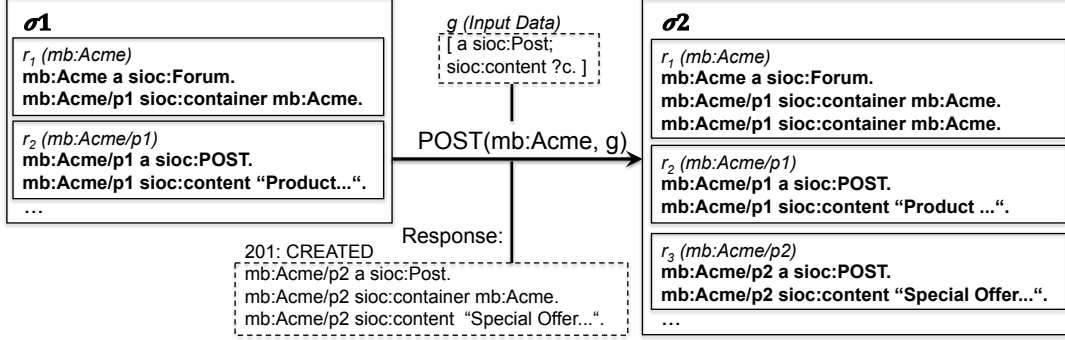 σ1
r1 (mb:Acme)
mb:Acme a sioc:Forum.
mb:Acme/p1 sioc:container mb:Acme.
r2 (mb:Acme/p1)
mb:Acme/p1 a sioc:POST.
mb:Acme/p1 sioc:content “Product...“.
...
g (Input Data)
[ a sioc:Post;
sioc:content ?c. ]
POST(mb:Acme, g)
Response:
201: CREATED
mb:Acme/p2 a sioc:Post.
mb:Acme/p2 sioc:container mb:Acme.
mb:Acme/p2 sioc:content “Special Offer...“.
σ2
r1 (mb:Acme)
mb:Acme a sioc:Forum.
mb:Acme/p1 sioc:container mb:Acme.
mb:Acme/p1 sioc:container mb:Acme.
r2 (mb:Acme/p1)
mb:Acme/p1 a sioc:POST.
mb:Acme/p1 sioc:content “Product ...“.
r3 (mb:Acme/p2)
mb:Acme/p2 a sioc:POST.
mb:Acme/p2 sioc:content “Special Offer...“.
...